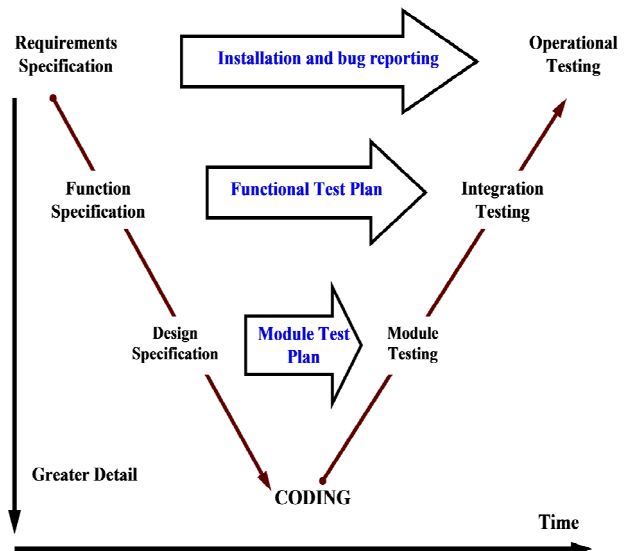 Requirements
Specification
Installation and bug reporting
Operational
Testing
Function
Specification
Functional Test Plan
Integration
Testing
Design
Specification
Module Test
Plan
Module
Testing
Greater Detail
CODING
Time